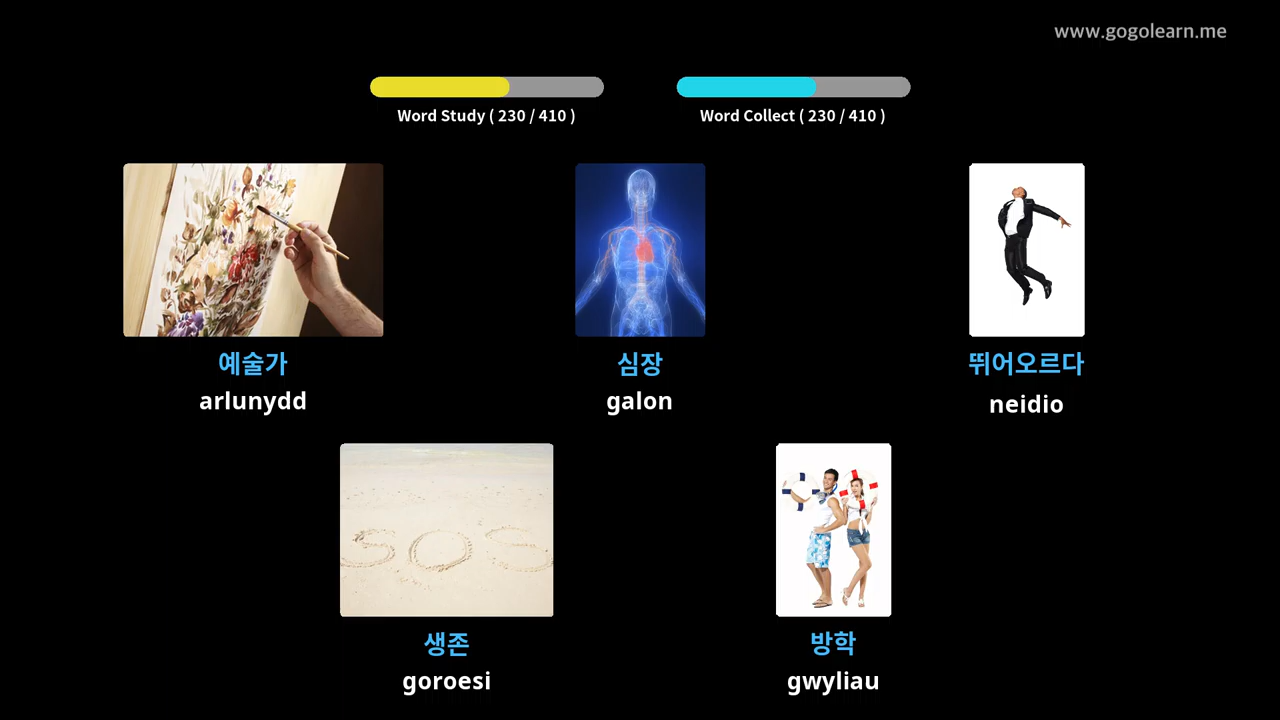 www.gogolearn.me
Word Study ( 230 / 410 )
Word Collect ( 230 / 410 )
예술가
arlunydd
심장
galon
뛰어오르다
neidio
SOS
생존
goroesi
방학
gwyliau